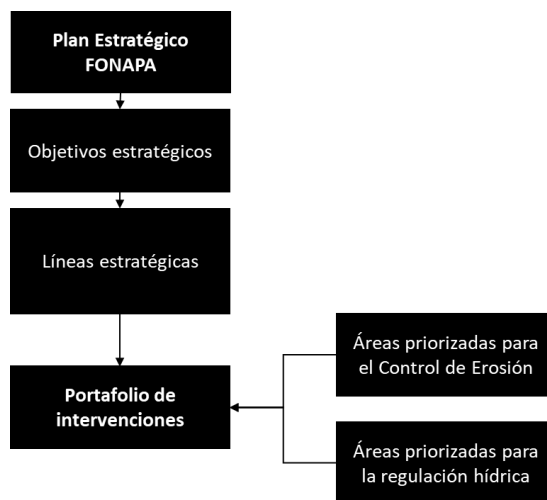 Plan Estratégico
FONAPA
Objetivos estratégicos
Líneas estratégicas
Portafolio de
intervenciones
Áreas priorizadas para
el Control de Erosión
Áreas priorizadas para
la regulación hídrica